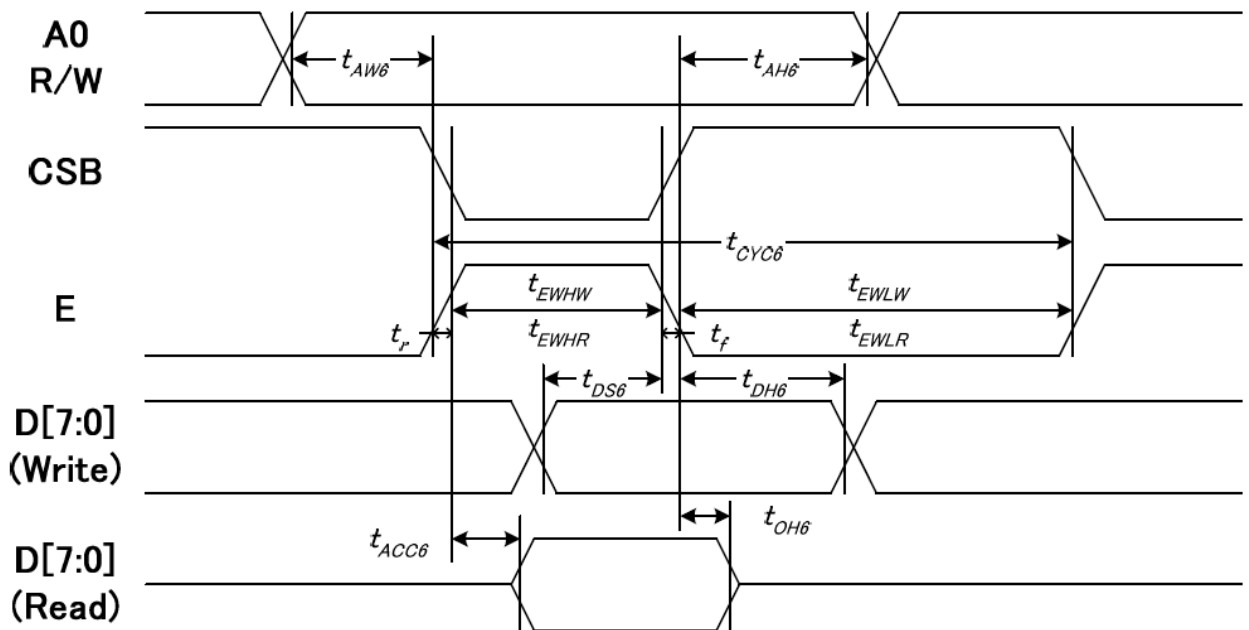 A0
R/W
tAW6
tAH6
CSB
tCYC6
E
tEWHW
tEWLW
tr
tEWHR
tf
tEWLR
tDS6
tDH6
D[7:0]
(Write)
tACC6
tOH6
D[7:0]
(Read)